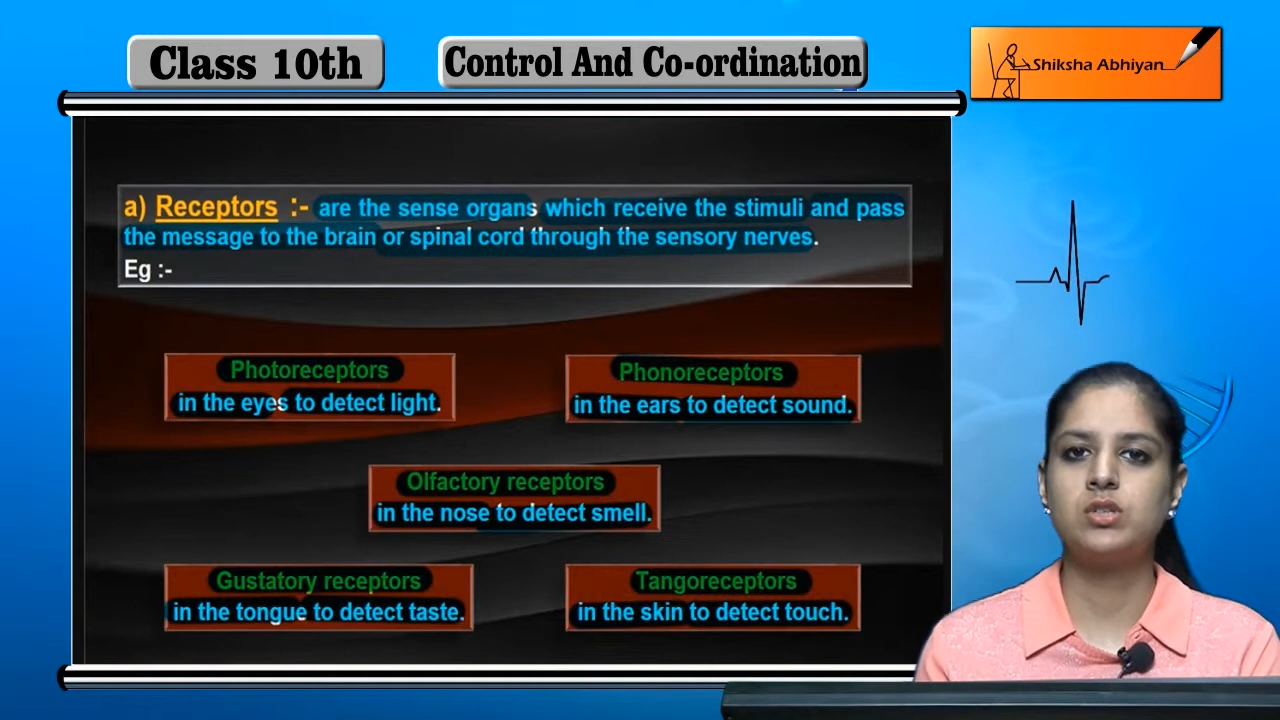 Class 10th
Control And Co-ordination
Shiksha Abhiyan
a) Receptors :- are the sense organs which receive the stimuli and pass
the message to the brain or spinal cord through the sensory nerves.
Eg :-
Photoreceptors
in the eyes to detect light.
Phonoreceptors
in the ears to detect sound.
Olfactory receptors
in the nose to detect smell.
Gustatory receptors
in the tongue to detect taste.
Tangoreceptors
in the skin to detect touch.